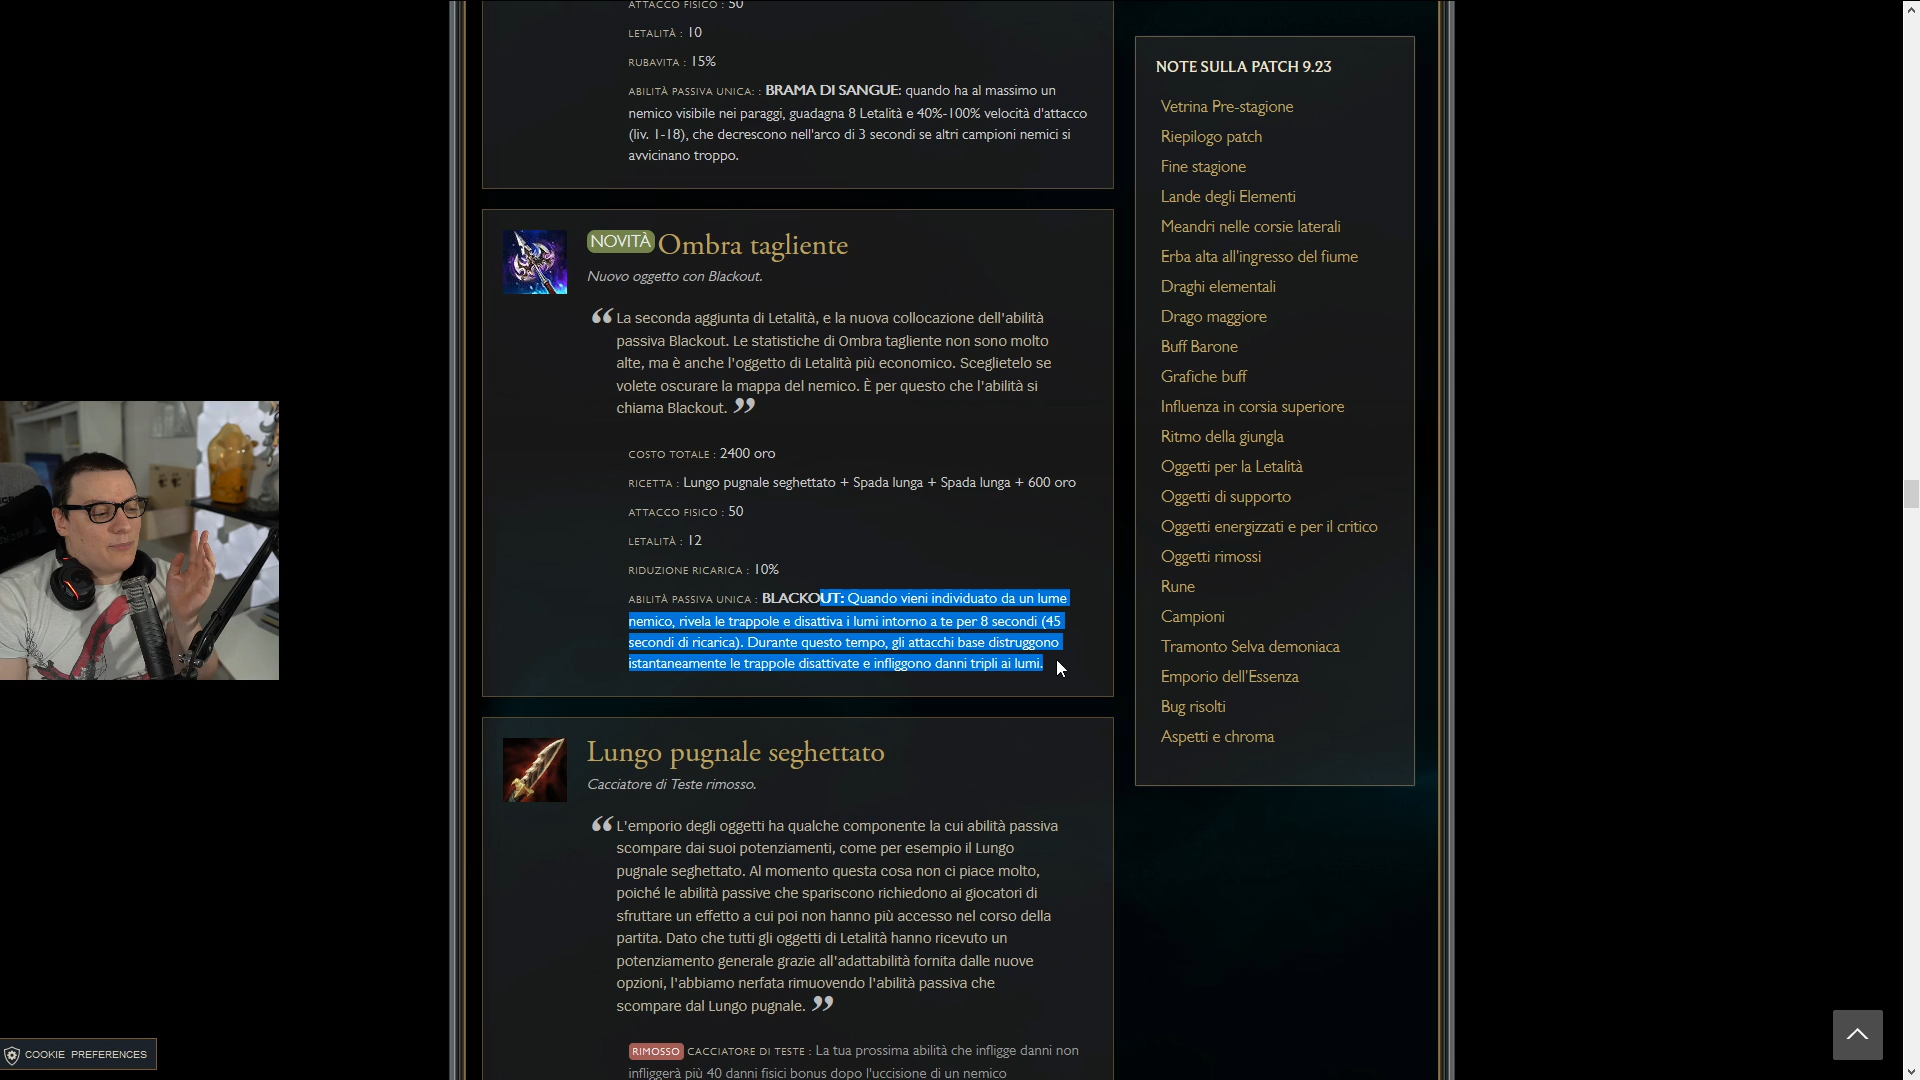 ATTACCO FISICO : 50
LETALITÀ : 10
RUBAVITA : 15%
ABILITÀ PASSIVA UNICA: : BRAMA DI SANGUE: quando ha al massimo un
nemico visibile nei paraggi, guadagna 8 Letalità e 40%-100% velocità d'attacco
(liv. 1-18), che decrescono nell'arco di 3 secondi se altri campioni nemici si
avvicinano troppo.
NOVITÀ Ombra tagliente
Nuovo oggetto con Blackout.
“ La seconda aggiunta di Letalità, e la nuova collocazione dell'abilità
passiva Blackout. Le statistiche di Ombra tagliente non sono molto
alte, ma è anche l'oggetto di Letalità più economico. Sceglietelo se
volete oscurare la mappa del nemico. È per questo che l'abilità si
chiama Blackout. ”
COSTO TOTALE : 2400 oro
RICETTA : Lungo pugnale seghettato + Spada lunga + Spada lunga + 600 oro
ATTACCO FISICO : 50
LETALITÀ : 12
RIDUZIONE RICARICA : 10%
ABILITÀ PASSIVA UNICA : BLACKOUT: Quando vieni individuato da un lume
nemico, rivela le trappole e disattiva i lumi intorno a te per 8 secondi (45
secondi di ricarica). Durante questo tempo, gli attacchi base distruggono
istantaneamente le trappole disattivate e infliggono danni tripli ai lumi.
Lungo pugnale seghettato
Cacciatore di Teste rimosso.
“ L'emporio degli oggetti ha qualche componente la cui abilità passiva
scompare dai suoi potenziamenti, come per esempio il Lungo
pugnale seghettato. Al momento questa cosa non ci piace molto,
poiché le abilità passive che spariscono richiedono ai giocatori di
sfruttare un effetto a cui poi non hanno più accesso nel corso della
partita. Dato che tutti gli oggetti di Letalità hanno ricevuto un
potenziamento generale grazie all'adattabilità fornita dalle nuove
opzioni, l'abbiamo nerfata rimuovendo l'abilità passiva che
scompare dal Lungo pugnale. ”
RIMOSSO CACCIATORE DI TESTE : La tua prossima abilità che infligge danni non
infliggerà più 40 danni fisici bonus dopo l'uccisione di un nemico
NOTE SULLA PATCH 9.23
Vetrina Pre-stagione
Riepilogo patch
Fine stagione
Lande degli Elementi
Meandri nelle corsie laterali
Erba alta all'ingresso del fiume
Draghi elementali
Drago maggiore
Buff Barone
Grafiche buff
Influenza in corsia superiore
Ritmo della giungla
Oggetti per la Letalità
Oggetti di supporto
Oggetti energizzati e per il critico
Oggetti rimossi
Rune
Campioni
Tramonto Selva demoniaca
Emporio dell'Essenza
Bug risolti
Aspetti e chroma
COOKIE PREFERENCES